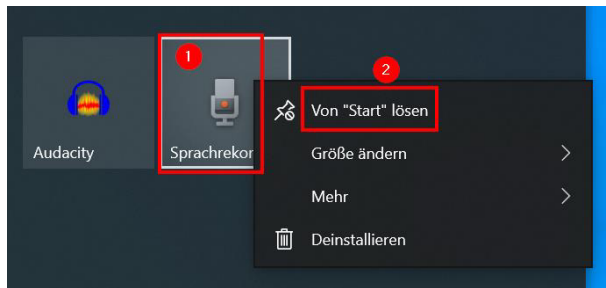 1
2
Von "Start" lösen
Audacity
Sprachrekor
Größe ändern
Mehr
Deinstallieren